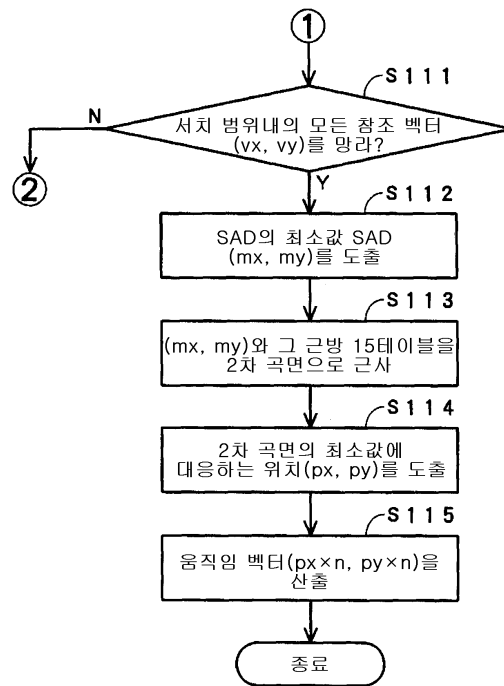 ①
S111
서치 범위내의 모든 참조 벡터
(vx, vy)를 망라?
N
②
Y
S112
SAD의 최소값 SAD
(mx, my)를 도출
S113
(mx, my)와 그 근방 15테이블을
2차 곡면으로 근사
S114
2차 곡면의 최소값에
대응하는 위치(px, py)를 도출
S115
움직임 벡터(px×n, py×n)을
산출
종료